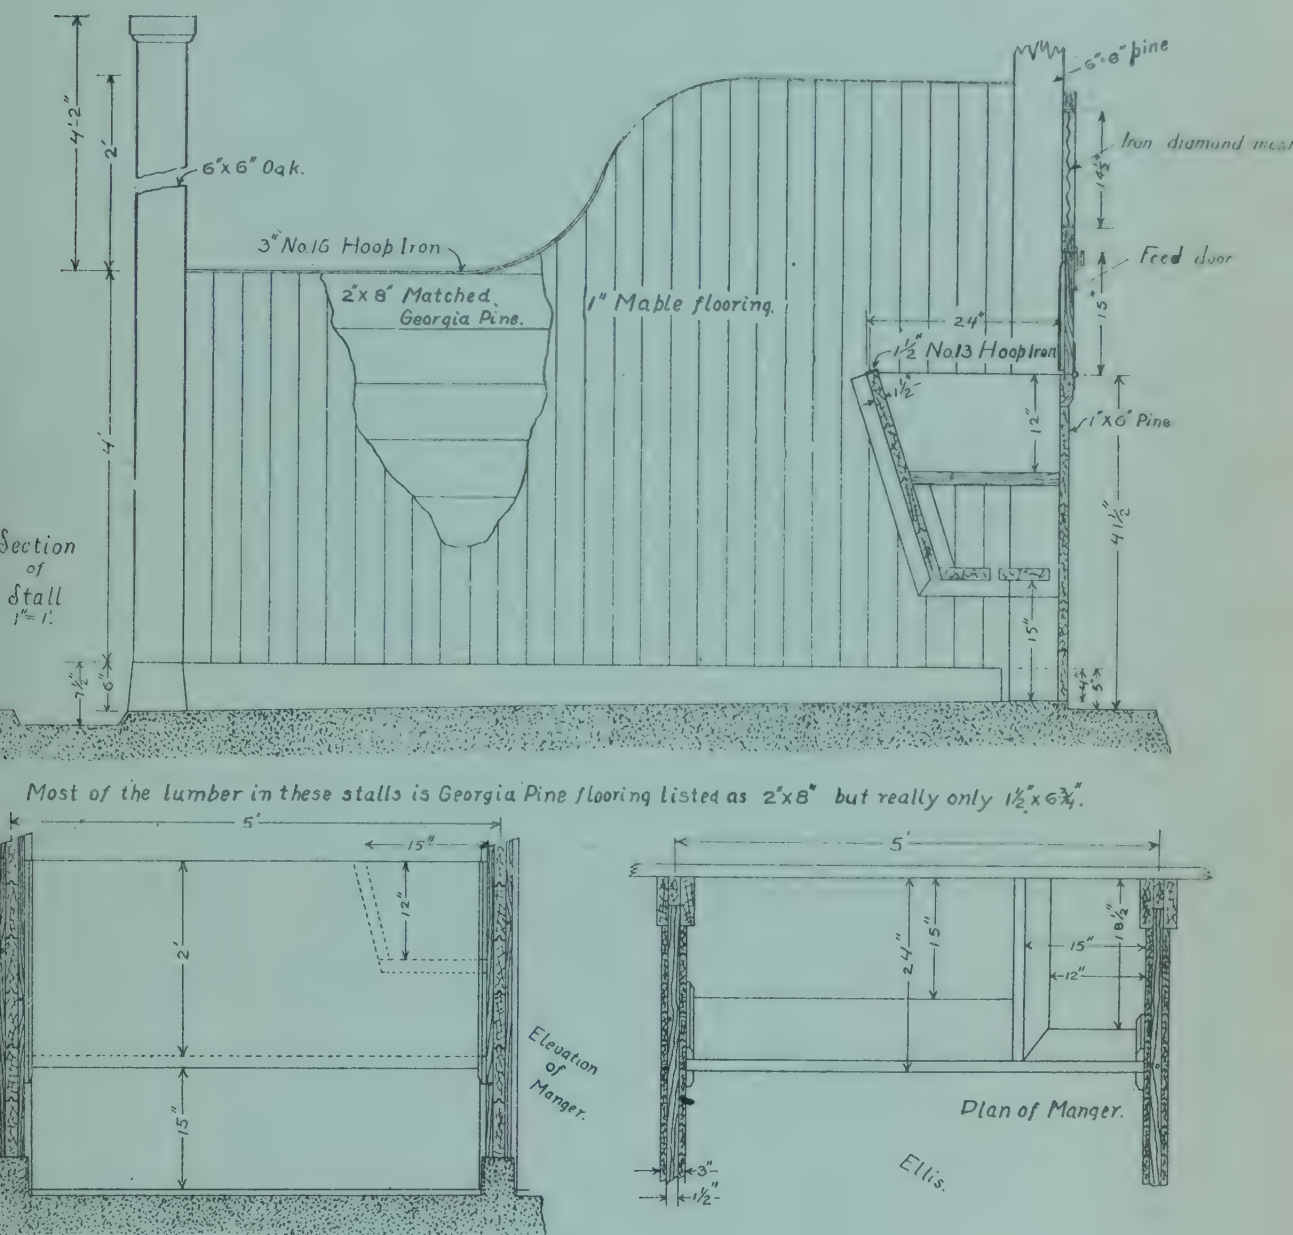 4'-2"
2'
6"x6" Oak.
3" No.16 Hoop Iron
2"x8" Matched.
Georgia Pine.
1" Mable flooring.
6"x8" pine
Iron diamond mesh
14½"
Feed door
15"
24"
1½" No.13 Hoop Iron
1½"
12"
1"x6" Pine
4'
41½"
15"
Section
of
Stall
1"=1'.
7½"
6"
4"
5"
Most of the lumber in these stalls is Georgia Pine flooring listed as 2"x8" but really only 1½"x6¾".
5'
15"
12"
2'
15"
Elevation
of
Manger.
5'
24"
15"
18½"
15"
12"
3"
1½"
Plan of Manger.
Ellis.